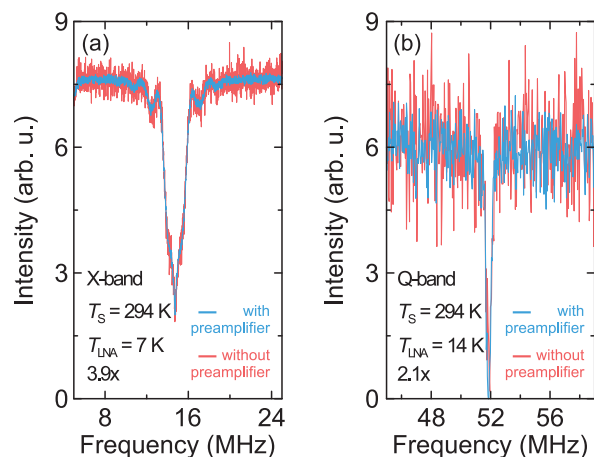 (a)
9
6
3
0
Intensity (arb. u.)
X-band
T_S = 294 K
T_LNA = 7 K
3.9x
with
preamplifier
without
preamplifier
8 16 24
Frequency (MHz)
(b)
9
6
3
0
Intensity (arb. u.)
Q-band
T_S = 294 K
T_LNA = 14 K
2.1x
with
preamplifier
without
preamplifier
48 52 56
Frequency (MHz)